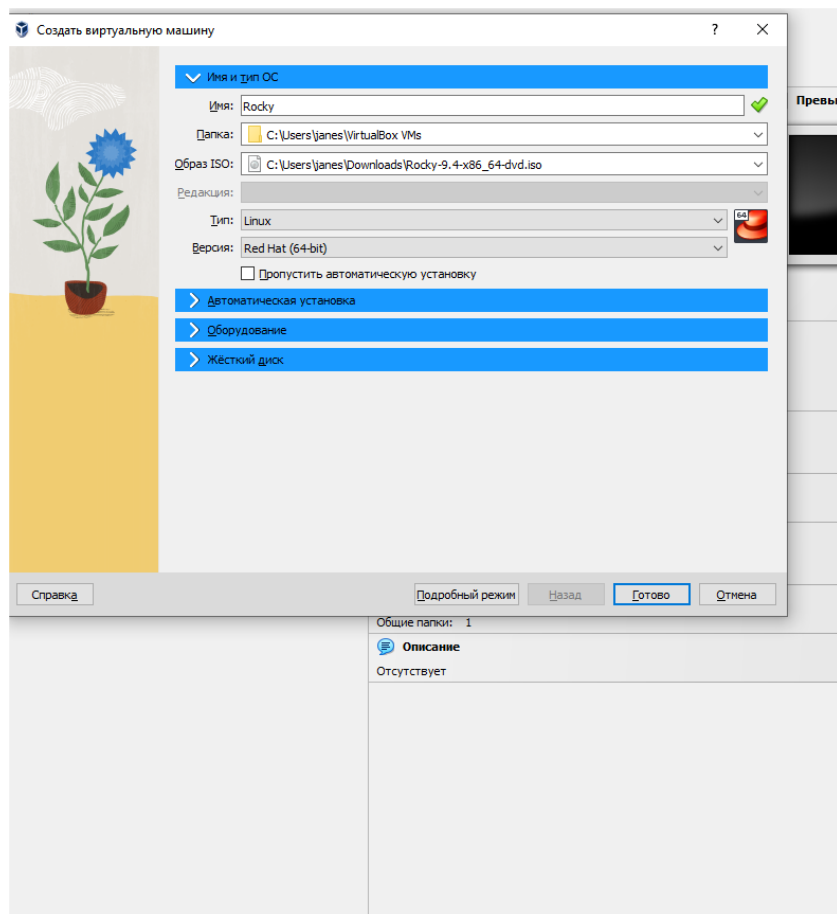 Создать виртуальную машину
?
Имя и тип ОС
Имя: Rocky
Папка: C:\Users\janes\VirtualBox VMs
Образ ISO: C:\Users\janes\Downloads\Rocky-9.4-x86_64-dvd.iso
Редакция:
Тип: Linux
64
Версия: Red Hat (64-bit)
Пропустить автоматическую установку
Автоматическая установка
Оборудование
Жёсткий диск
Справка
Подробный режим
Назад
Готово
Отмена
Превы
Общие папки: 1
Описание
Отсутствует